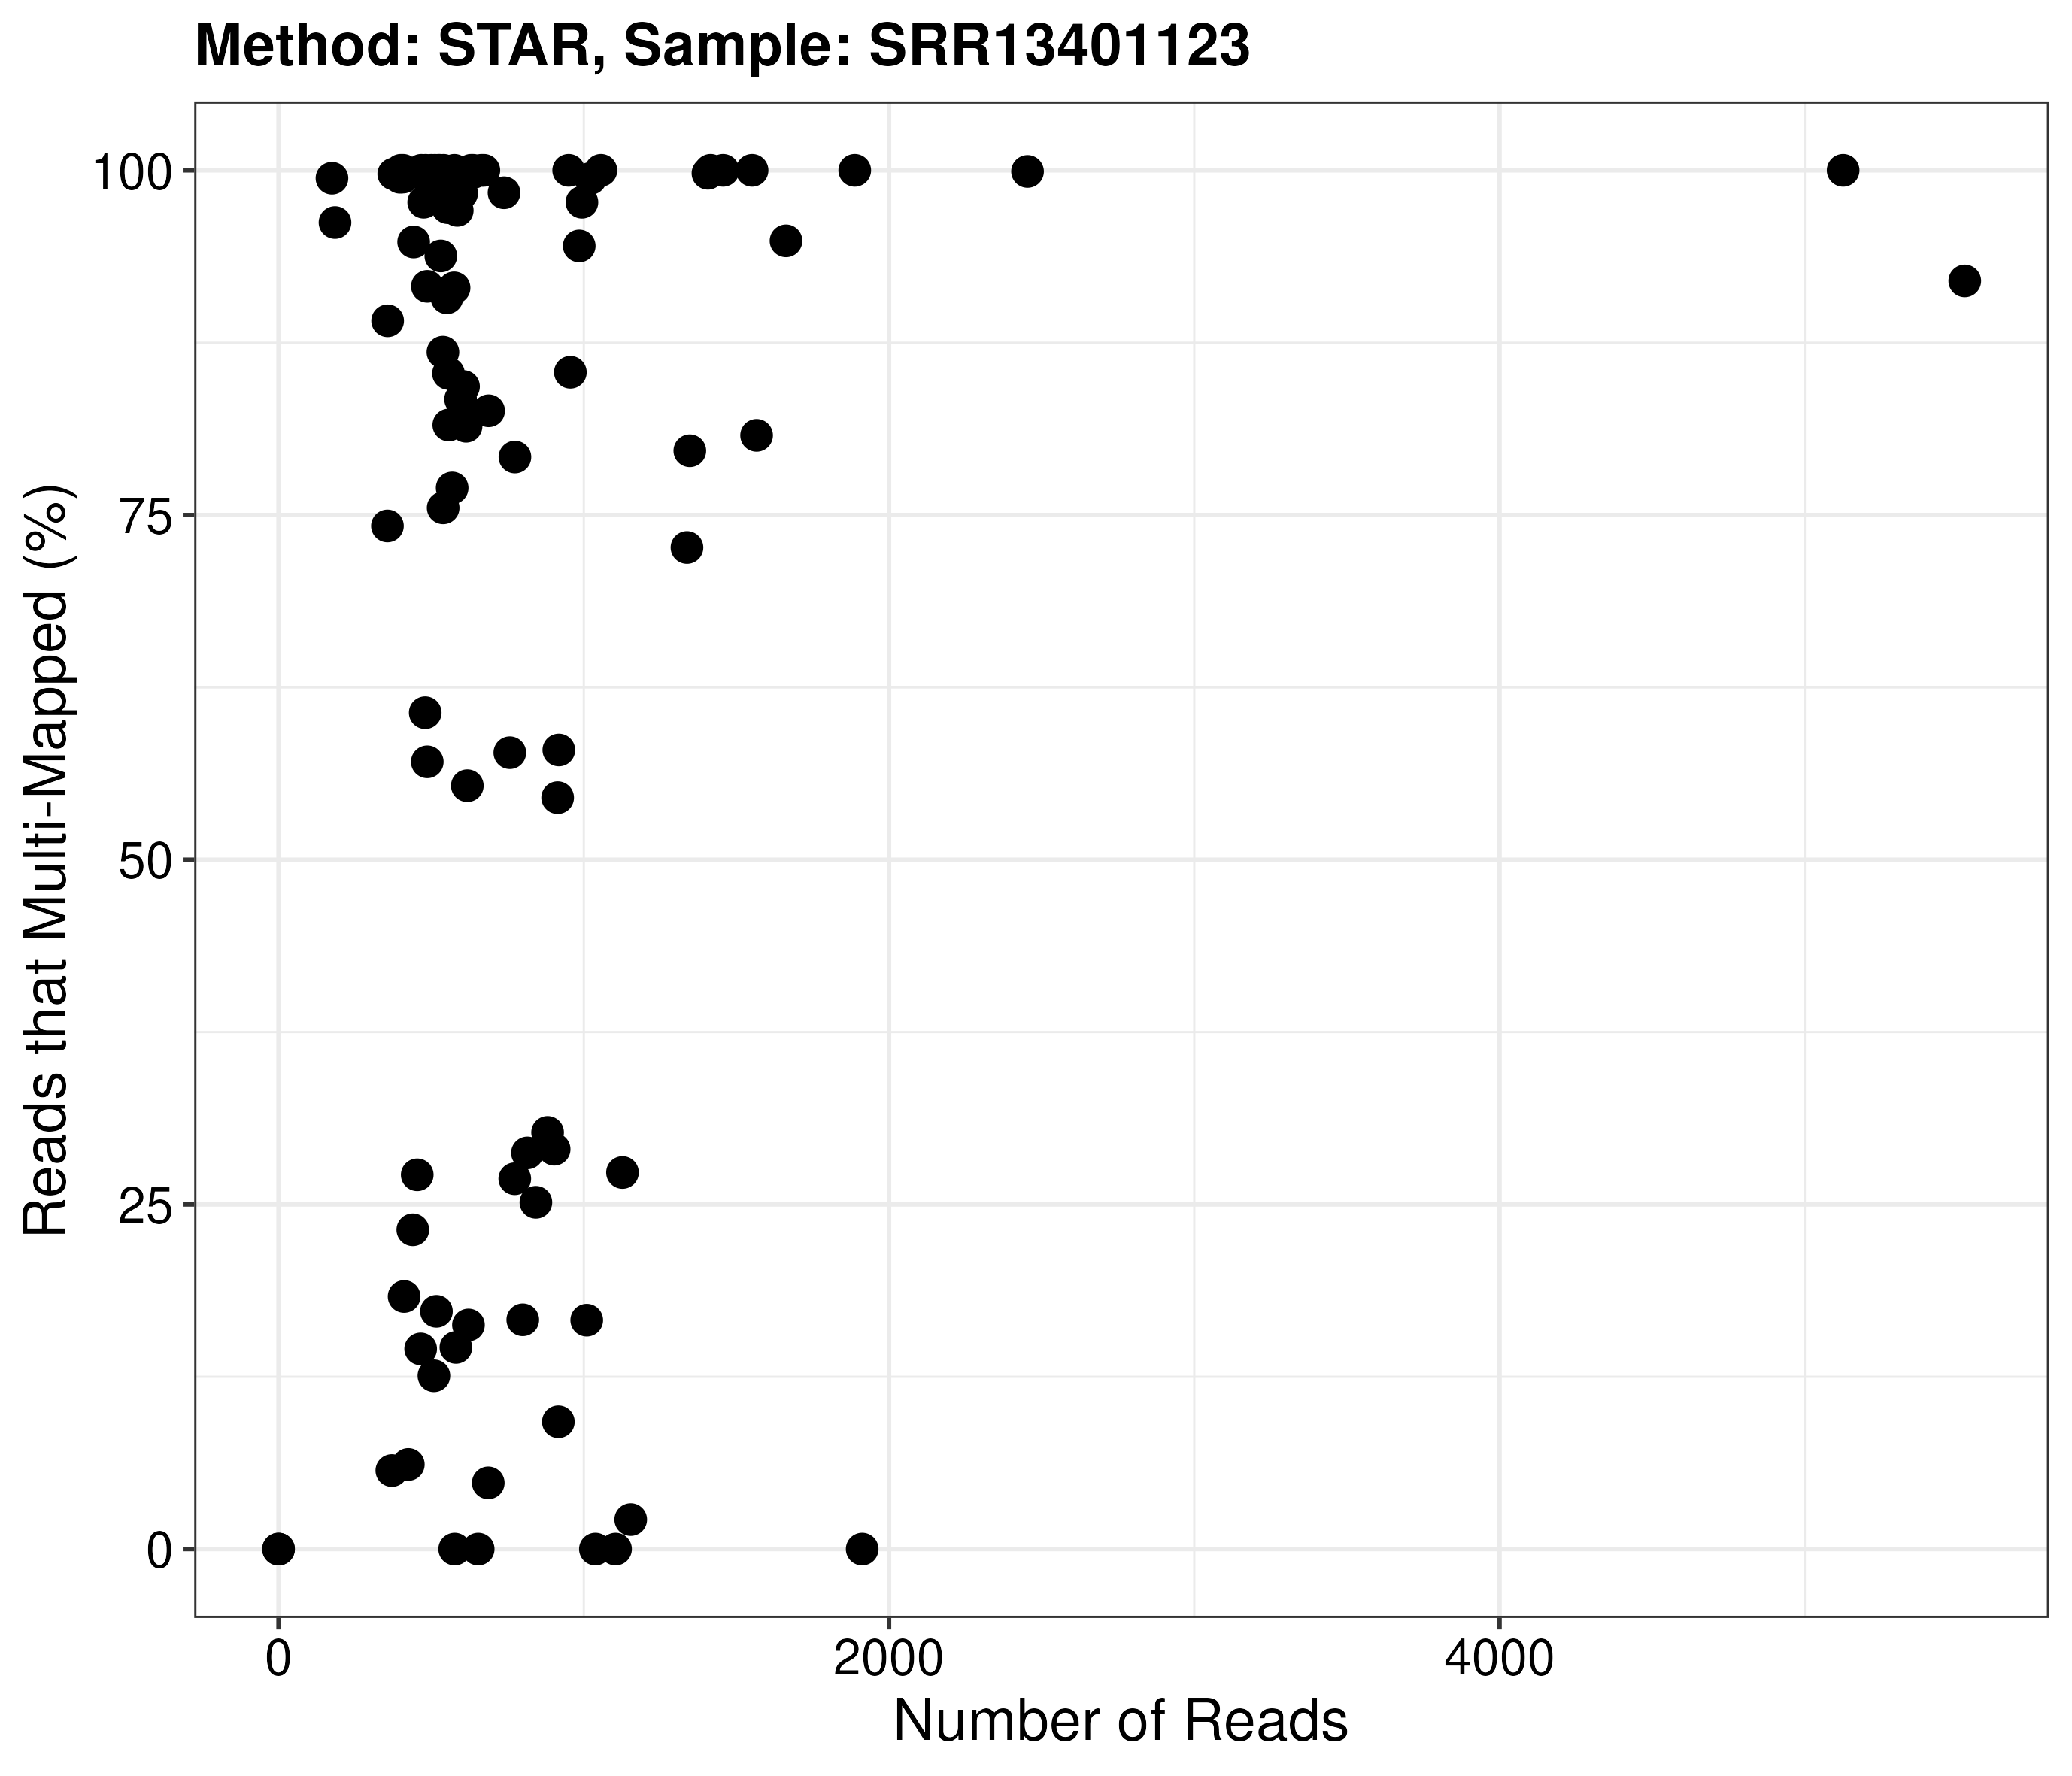 Method: STAR, Sample: SRR13401123
Reads that Multi-Mapped (%)
100
75
50
25
0
0 2000 4000
Number of Reads